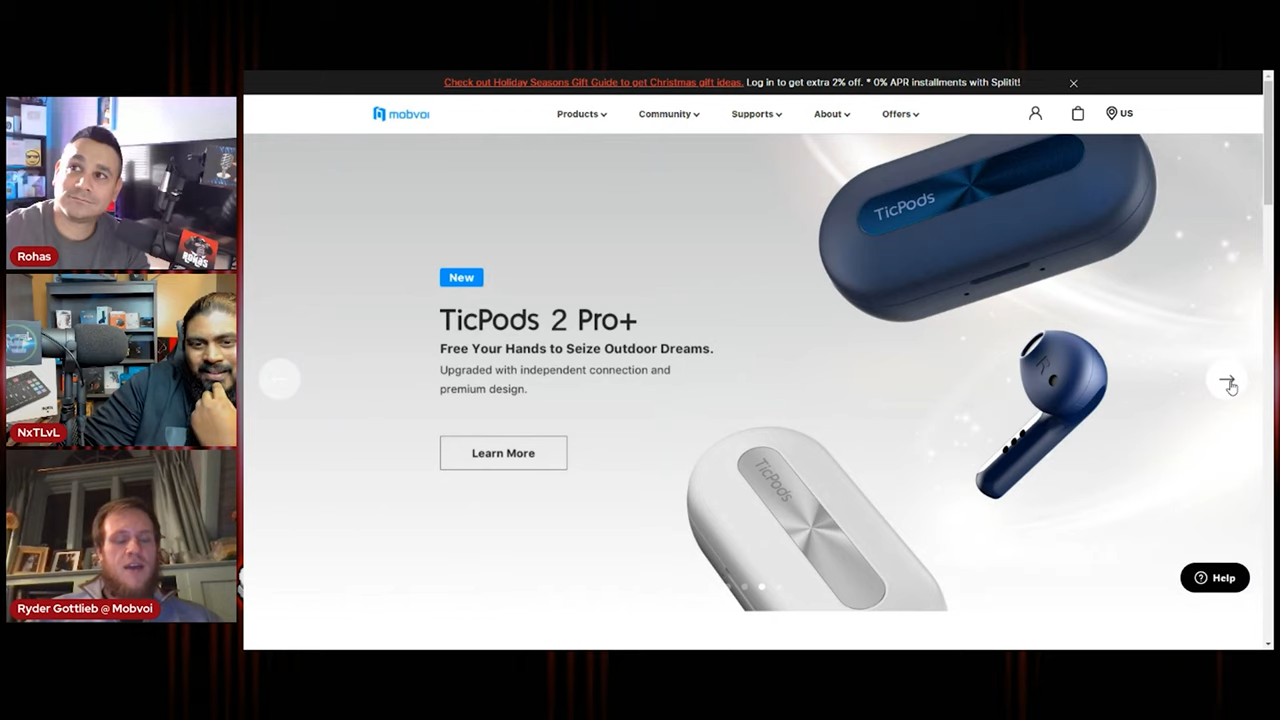 Check out Holiday Seasons Gift Guide to get Christmas gift ideas. Log in to get extra 2% off. * 0% APR installments with Splitit!
mobvoi
Products
Community
Supports
About
Offers
US
TicPods
New
TicPods 2 Pro+
Free Your Hands to Seize Outdoor Dreams.
Upgraded with independent connection and
premium design.
Learn More
R
TicPods
Help
Rohas
ROHAS
NxTLvL
Ryder Gottlieb @ Mobvoi